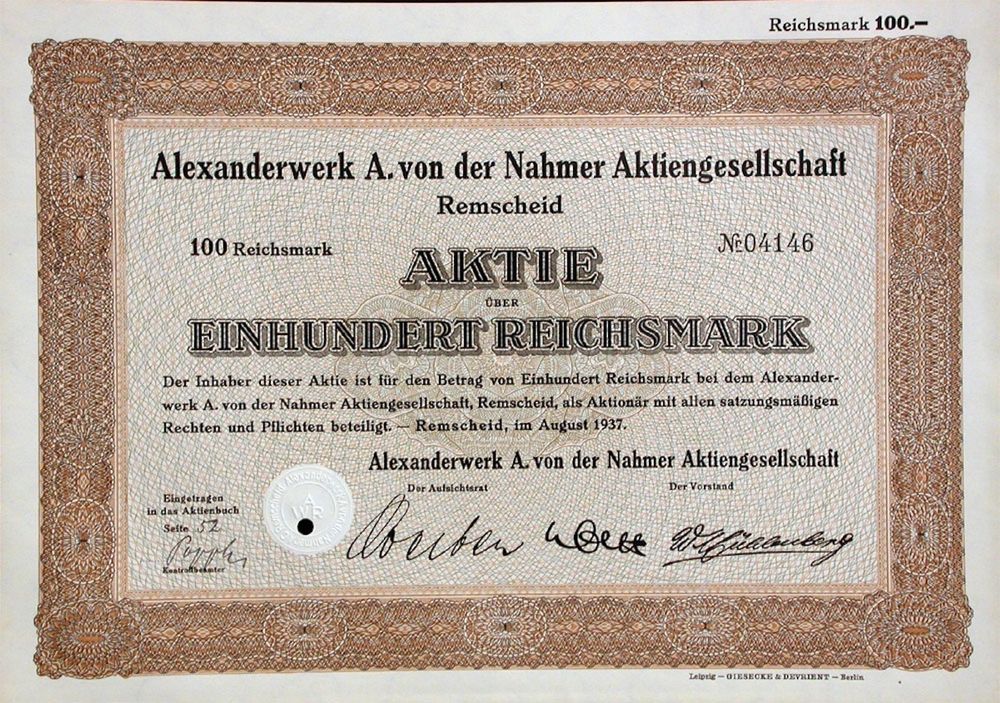 Reichsmark 100.—
Alexanderwerk A. von der Nahmer Aktiengesellschaft
Remscheid
100 Reichsmark
№ 04146
AKTIE
ÜBER
EINHUNDERT REICHSMARK
Der Inhaber dieser Aktie ist für den Betrag von Einhundert Reichsmark bei dem Alexander-
werk A. von der Nahmer Aktiengesellschaft, Remscheid, als Aktionär mit allen satzungsmäßigen
Rechten und Pflichten beteiligt. — Remscheid, im August 1937.
Alexanderwerk A. von der Nahmer Aktiengesellschaft
Der Aufsichtsrat
Der Vorstand
Eingetragen
in das Aktienbuch
Seite 52
Kontrollbeamter
Leipzig — GIESECKE & DEVRIENT — Berlin